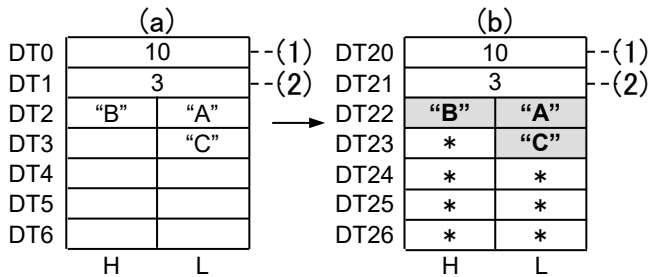 (a) (b)
DT0 10 --(1) DT20 10 --(1)
DT1 3 --(2) DT21 3 --(2)
DT2 “B” “A” DT22 “B” “A”
DT3 “C” DT23 * “C”
DT4 DT24 * *
DT5 DT25 * *
DT6 DT26 * *
H L H L